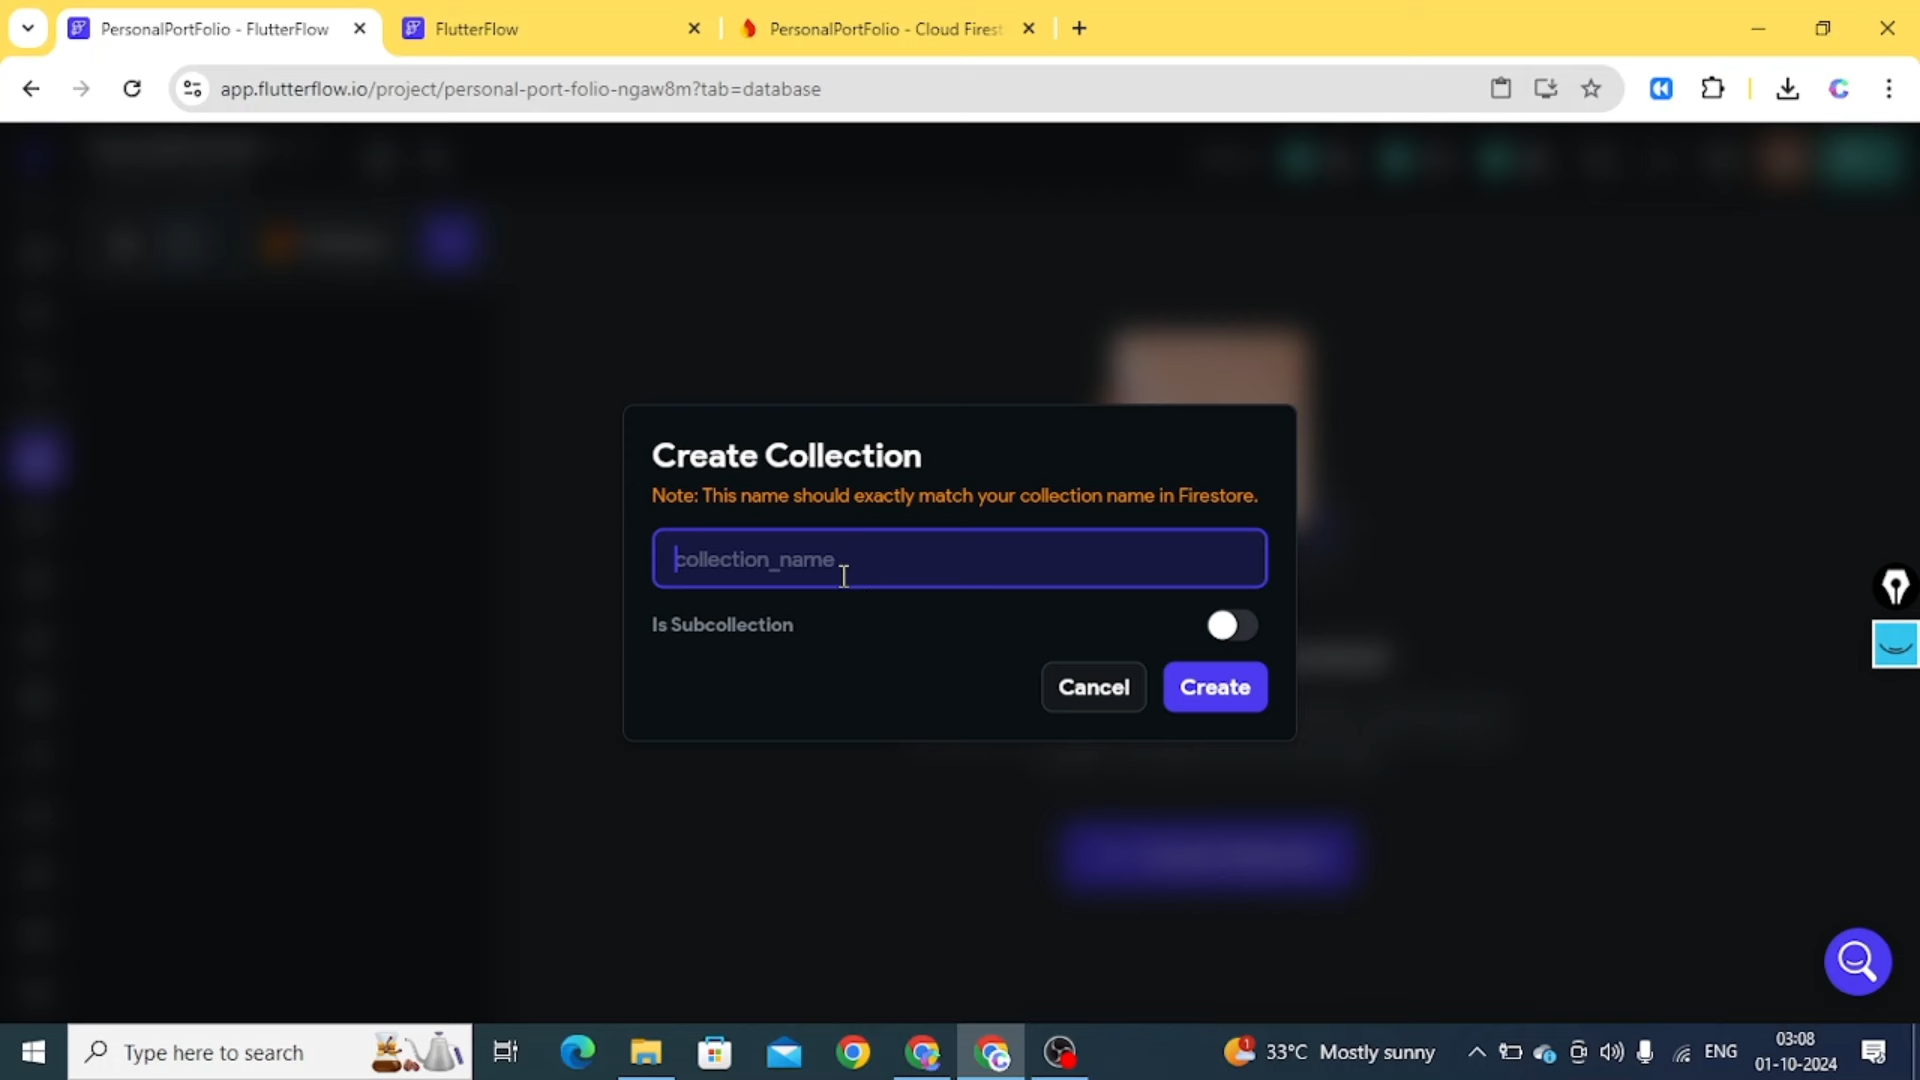 PersonalPortFolio - FlutterFlow
FlutterFlow
PersonalPortFolio - Cloud Firest
app.flutterflow.io/project/personal-port-folio-ngaw8m?tab=database
Create Collection
Note: This name should exactly match your collection name in Firestore.
collection_name
Is Subcollection
Cancel
Create
Type here to search
1
33°C Mostly sunny
ENG
03:08
01-10-2024